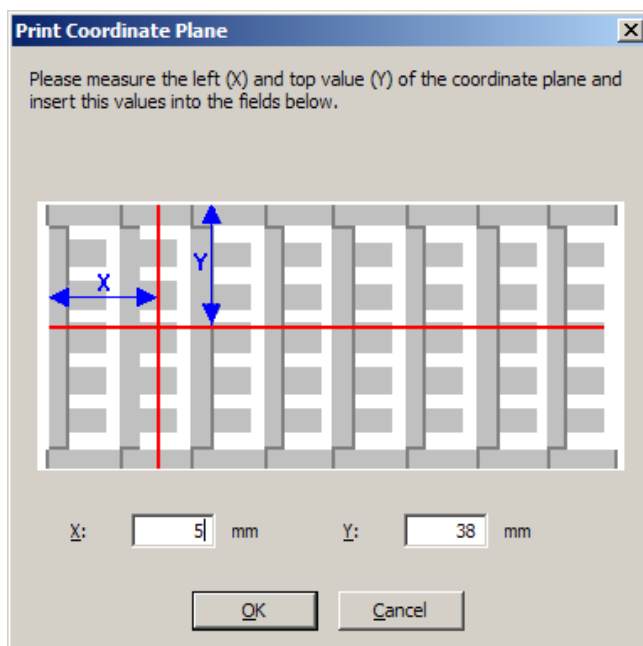 Print Coordinate Plane
Please measure the left (X) and top value (Y) of the coordinate plane and
insert this values into the fields below.
X
Y
X: 5 mm Y: 38 mm
OK Cancel